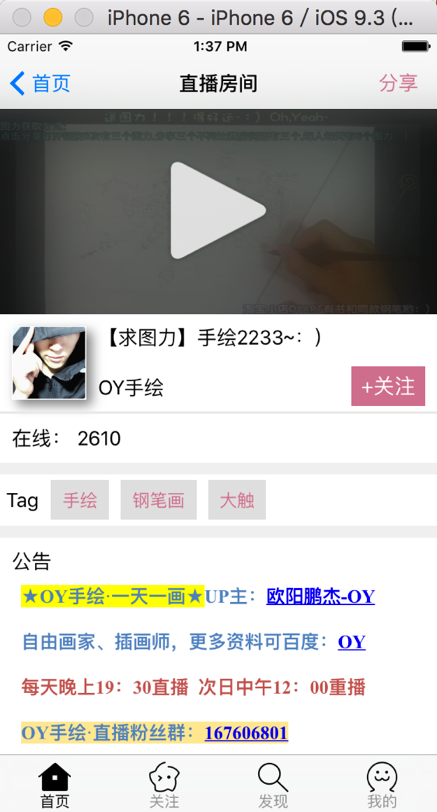 iPhone 6 - iPhone 6 / iOS 9.3 (...
Carrier 1:37 PM
首页 直播房间 分享
【求图力】手绘2233~：)
OY手绘 +关注
在线： 2610
Tag 手绘 钢笔画 大触
公告
★OY手绘·一天一画★UP主：欧阳鹏杰-OY
自由画家、插画师，更多资料可百度：OY
每天晚上19：30直播 次日中午12：00重播
OY手绘·直播粉丝群：167606801
首页 关注 发现 我的